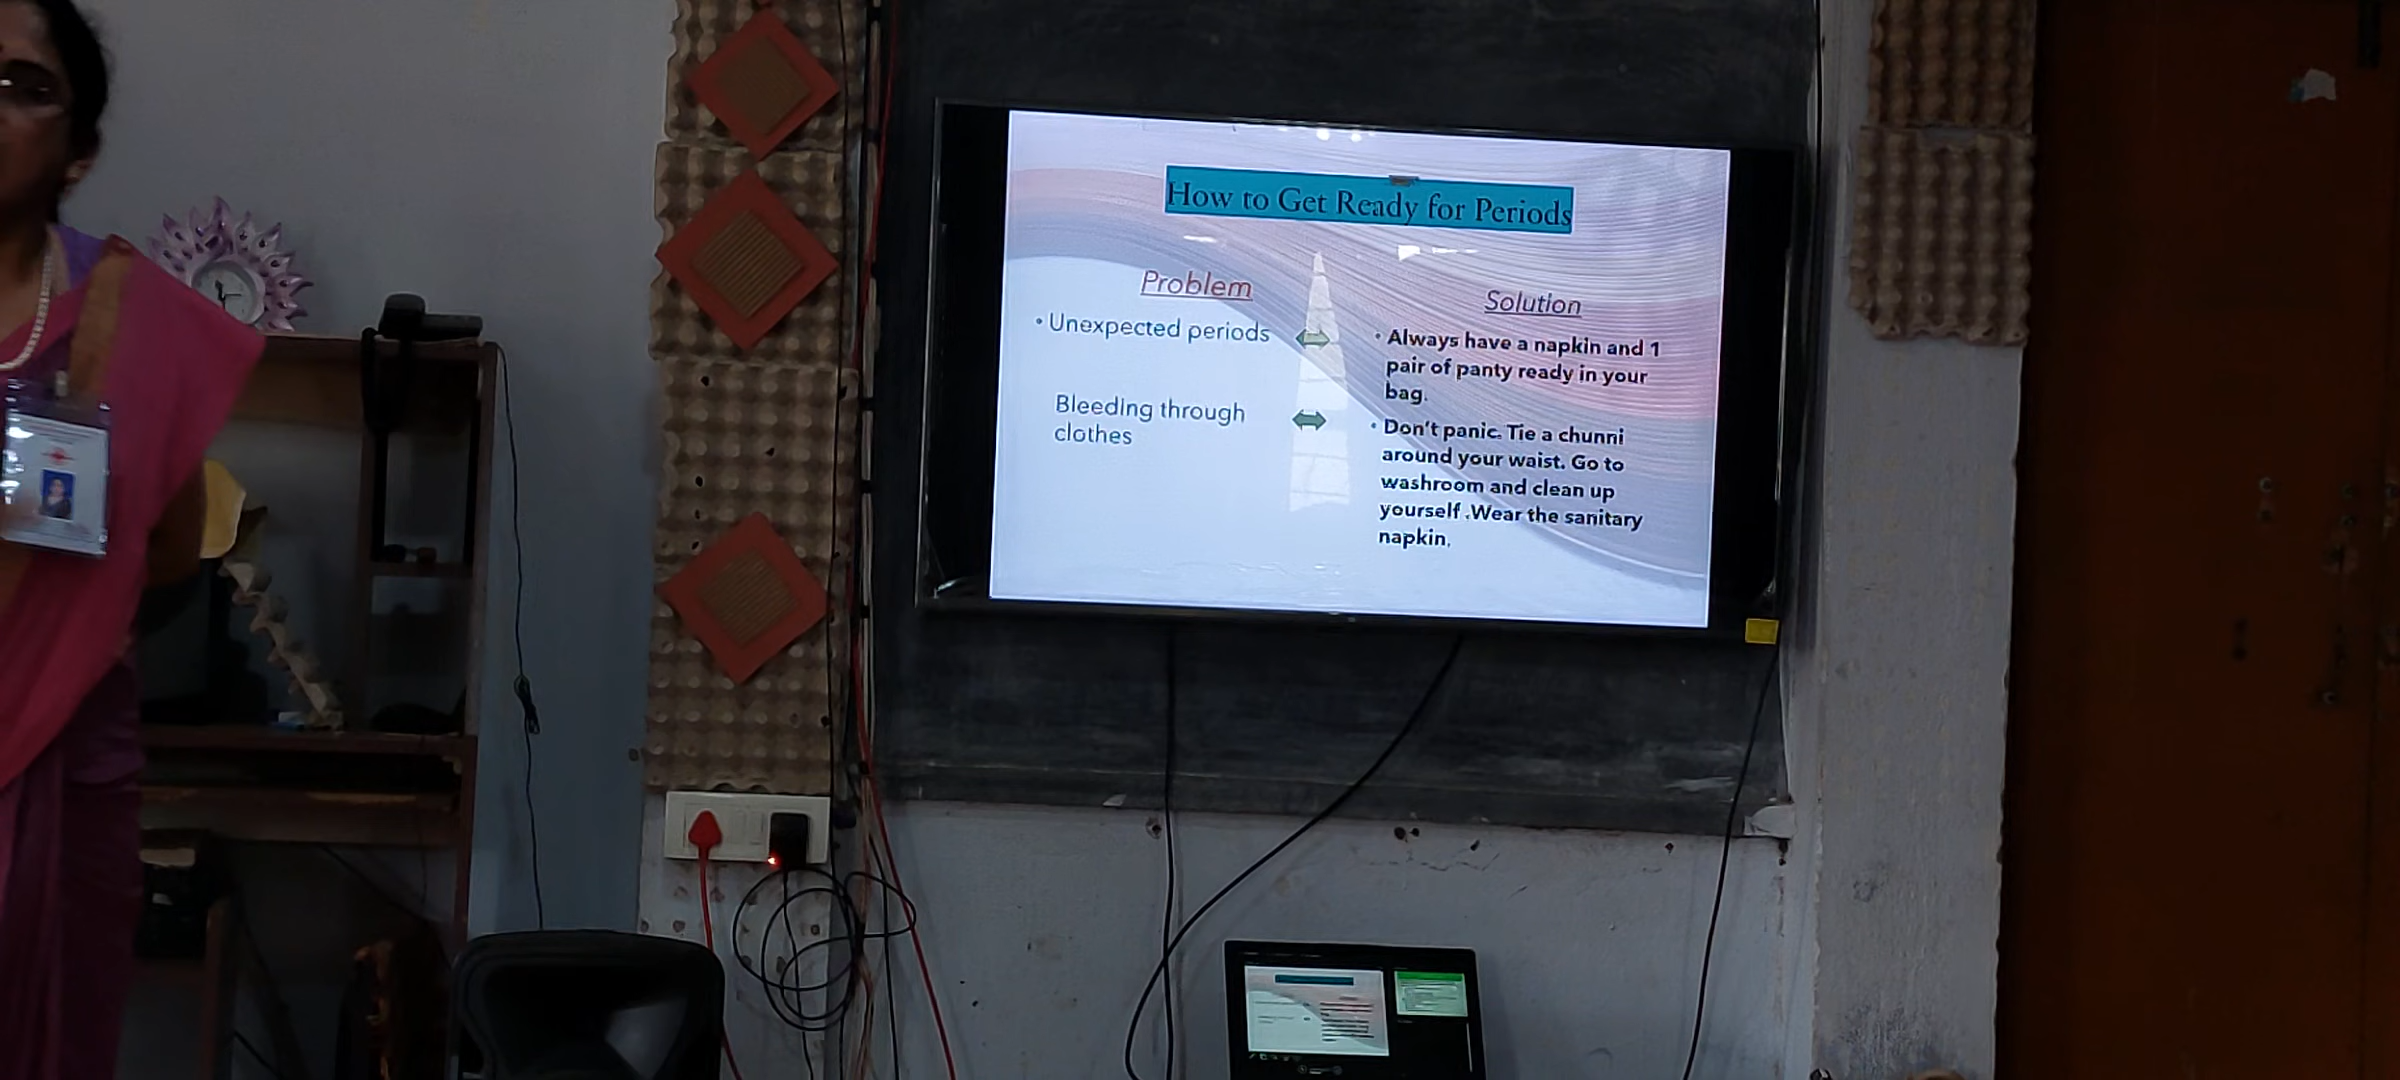 How to Get Ready for Periods
Problem
• Unexpected periods
Bleeding through
clothes
Solution
• Always have a napkin and 1
pair of panty ready in your
bag.
• Don't panic. Tie a chunni
around your waist. Go to
washroom and clean up
yourself .Wear the sanitary
napkin.